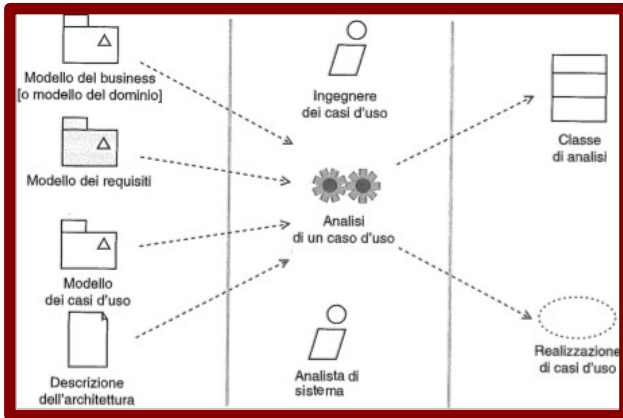 Modello del business
[o modello del dominio]
Modello dei requisiti
Modello
dei casi d'uso
Descrizione
dell'architettura
Ingegnere
dei casi d'uso
Analisi
di un caso d'uso
Analista di
sistema
Classe
di analisi
Realizzazione
di casi d'uso